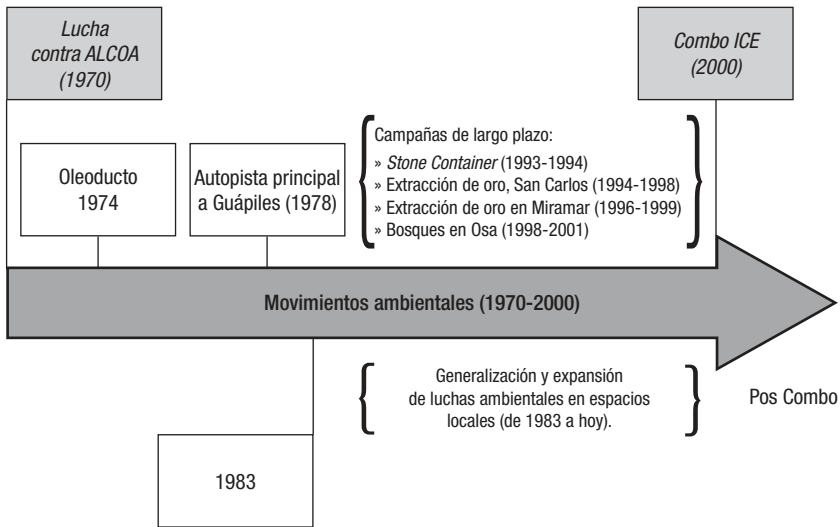 Lucha
contra ALCOA
(1970)
Combo ICE
(2000)
Oleoducto
1974
Autopista principal
a Guápiles (1978)
Campañas de largo plazo:
» Stone Container (1993-1994)
» Extracción de oro, San Carlos (1994-1998)
» Extracción de oro en Miramar (1996-1999)
» Bosques en Osa (1998-2001)
Movimientos ambientales (1970-2000)
Generalización y expansión
de luchas ambientales en espacios
locales (de 1983 a hoy).
Pos Combo
1983